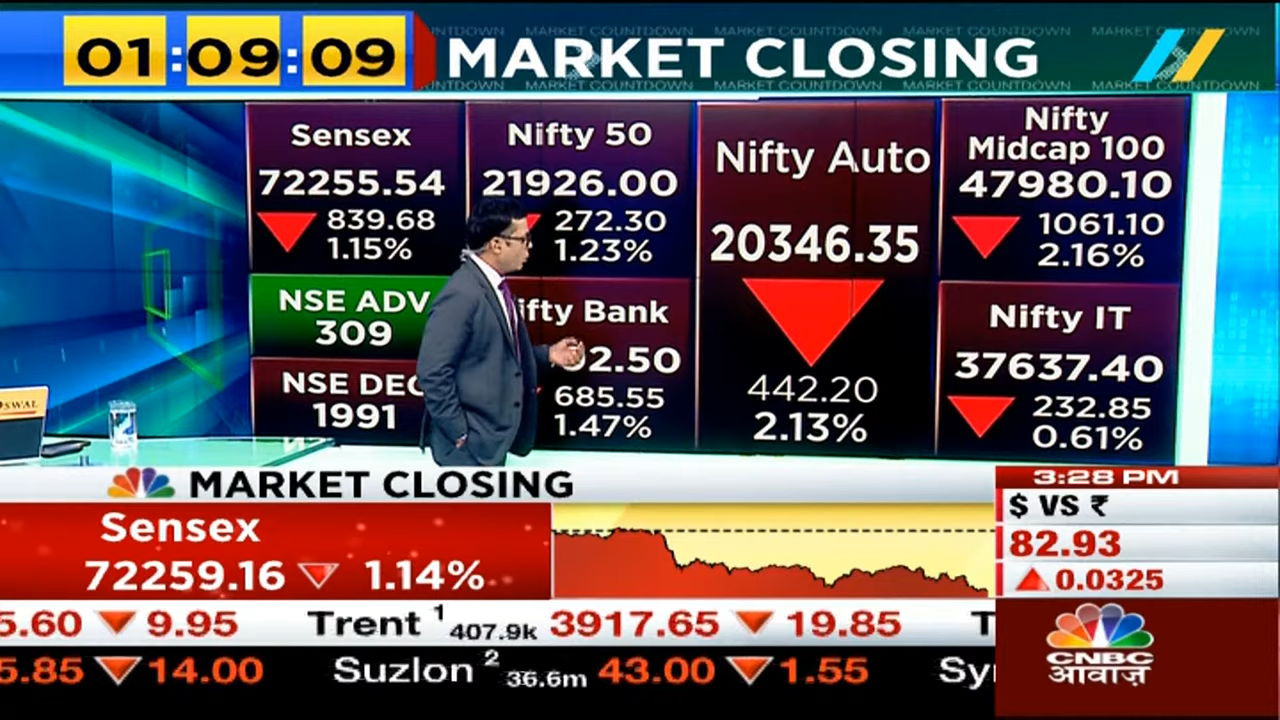 01:09:09
MARKET CLOSING
Sensex
72255.54
839.68
1.15%
NSE ADV
309
NSE DEC
1991
Nifty 50
21926.00
272.30
1.23%
Bank
685.55
1.47%
Nifty Auto
20346.35
442.20
2.13%
Nifty
Midcap 100
47980.10
1061.10
2.16%
Nifty IT
37637.40
232.85
0.61%
MARKET CLOSING
Sensex
72259.16 1.14%
3:28 PM
$ VS ₹
82.93
0.0325
5.60 9.95 Trent 1 407.9k 3917.65 19.85
5.85 14.00 Suzlon 2 36.6m 43.00 1.55
CNBC
आवाज़